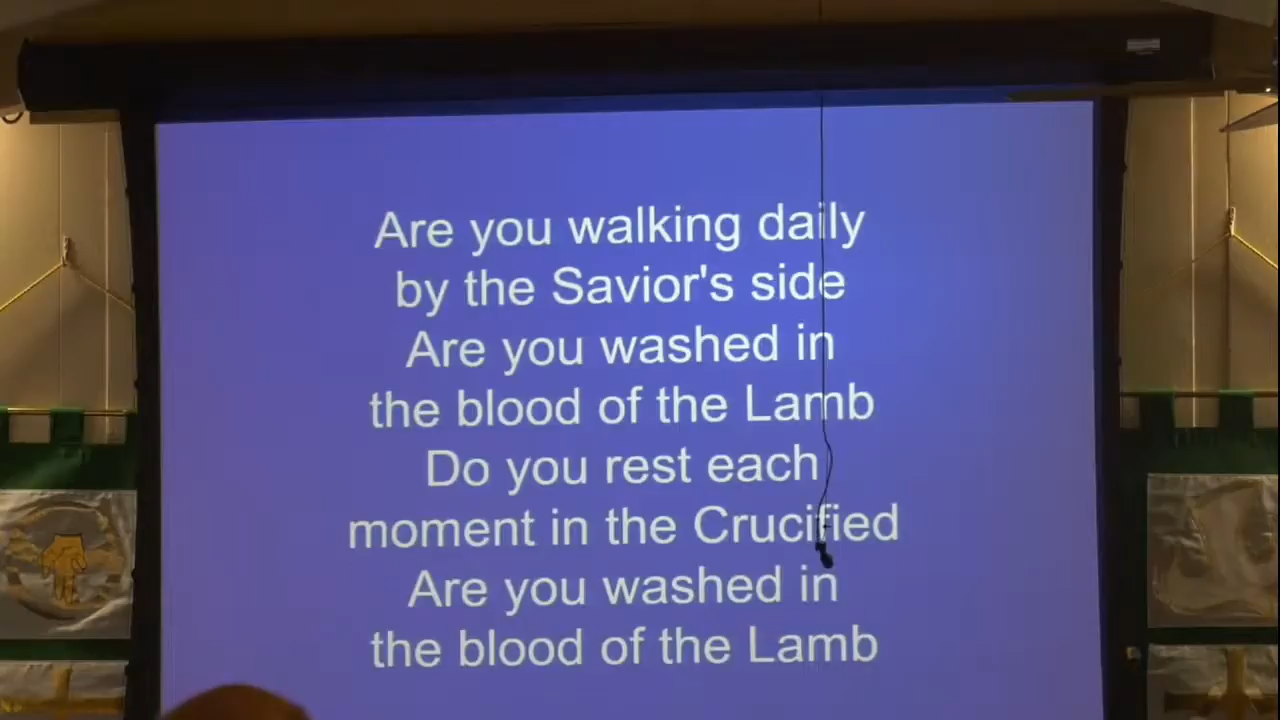 Are you walking daily
by the Savior's side
Are you washed in
the blood of the Lamb
Do you rest each
moment in the Crucified
Are you washed in
the blood of the Lamb